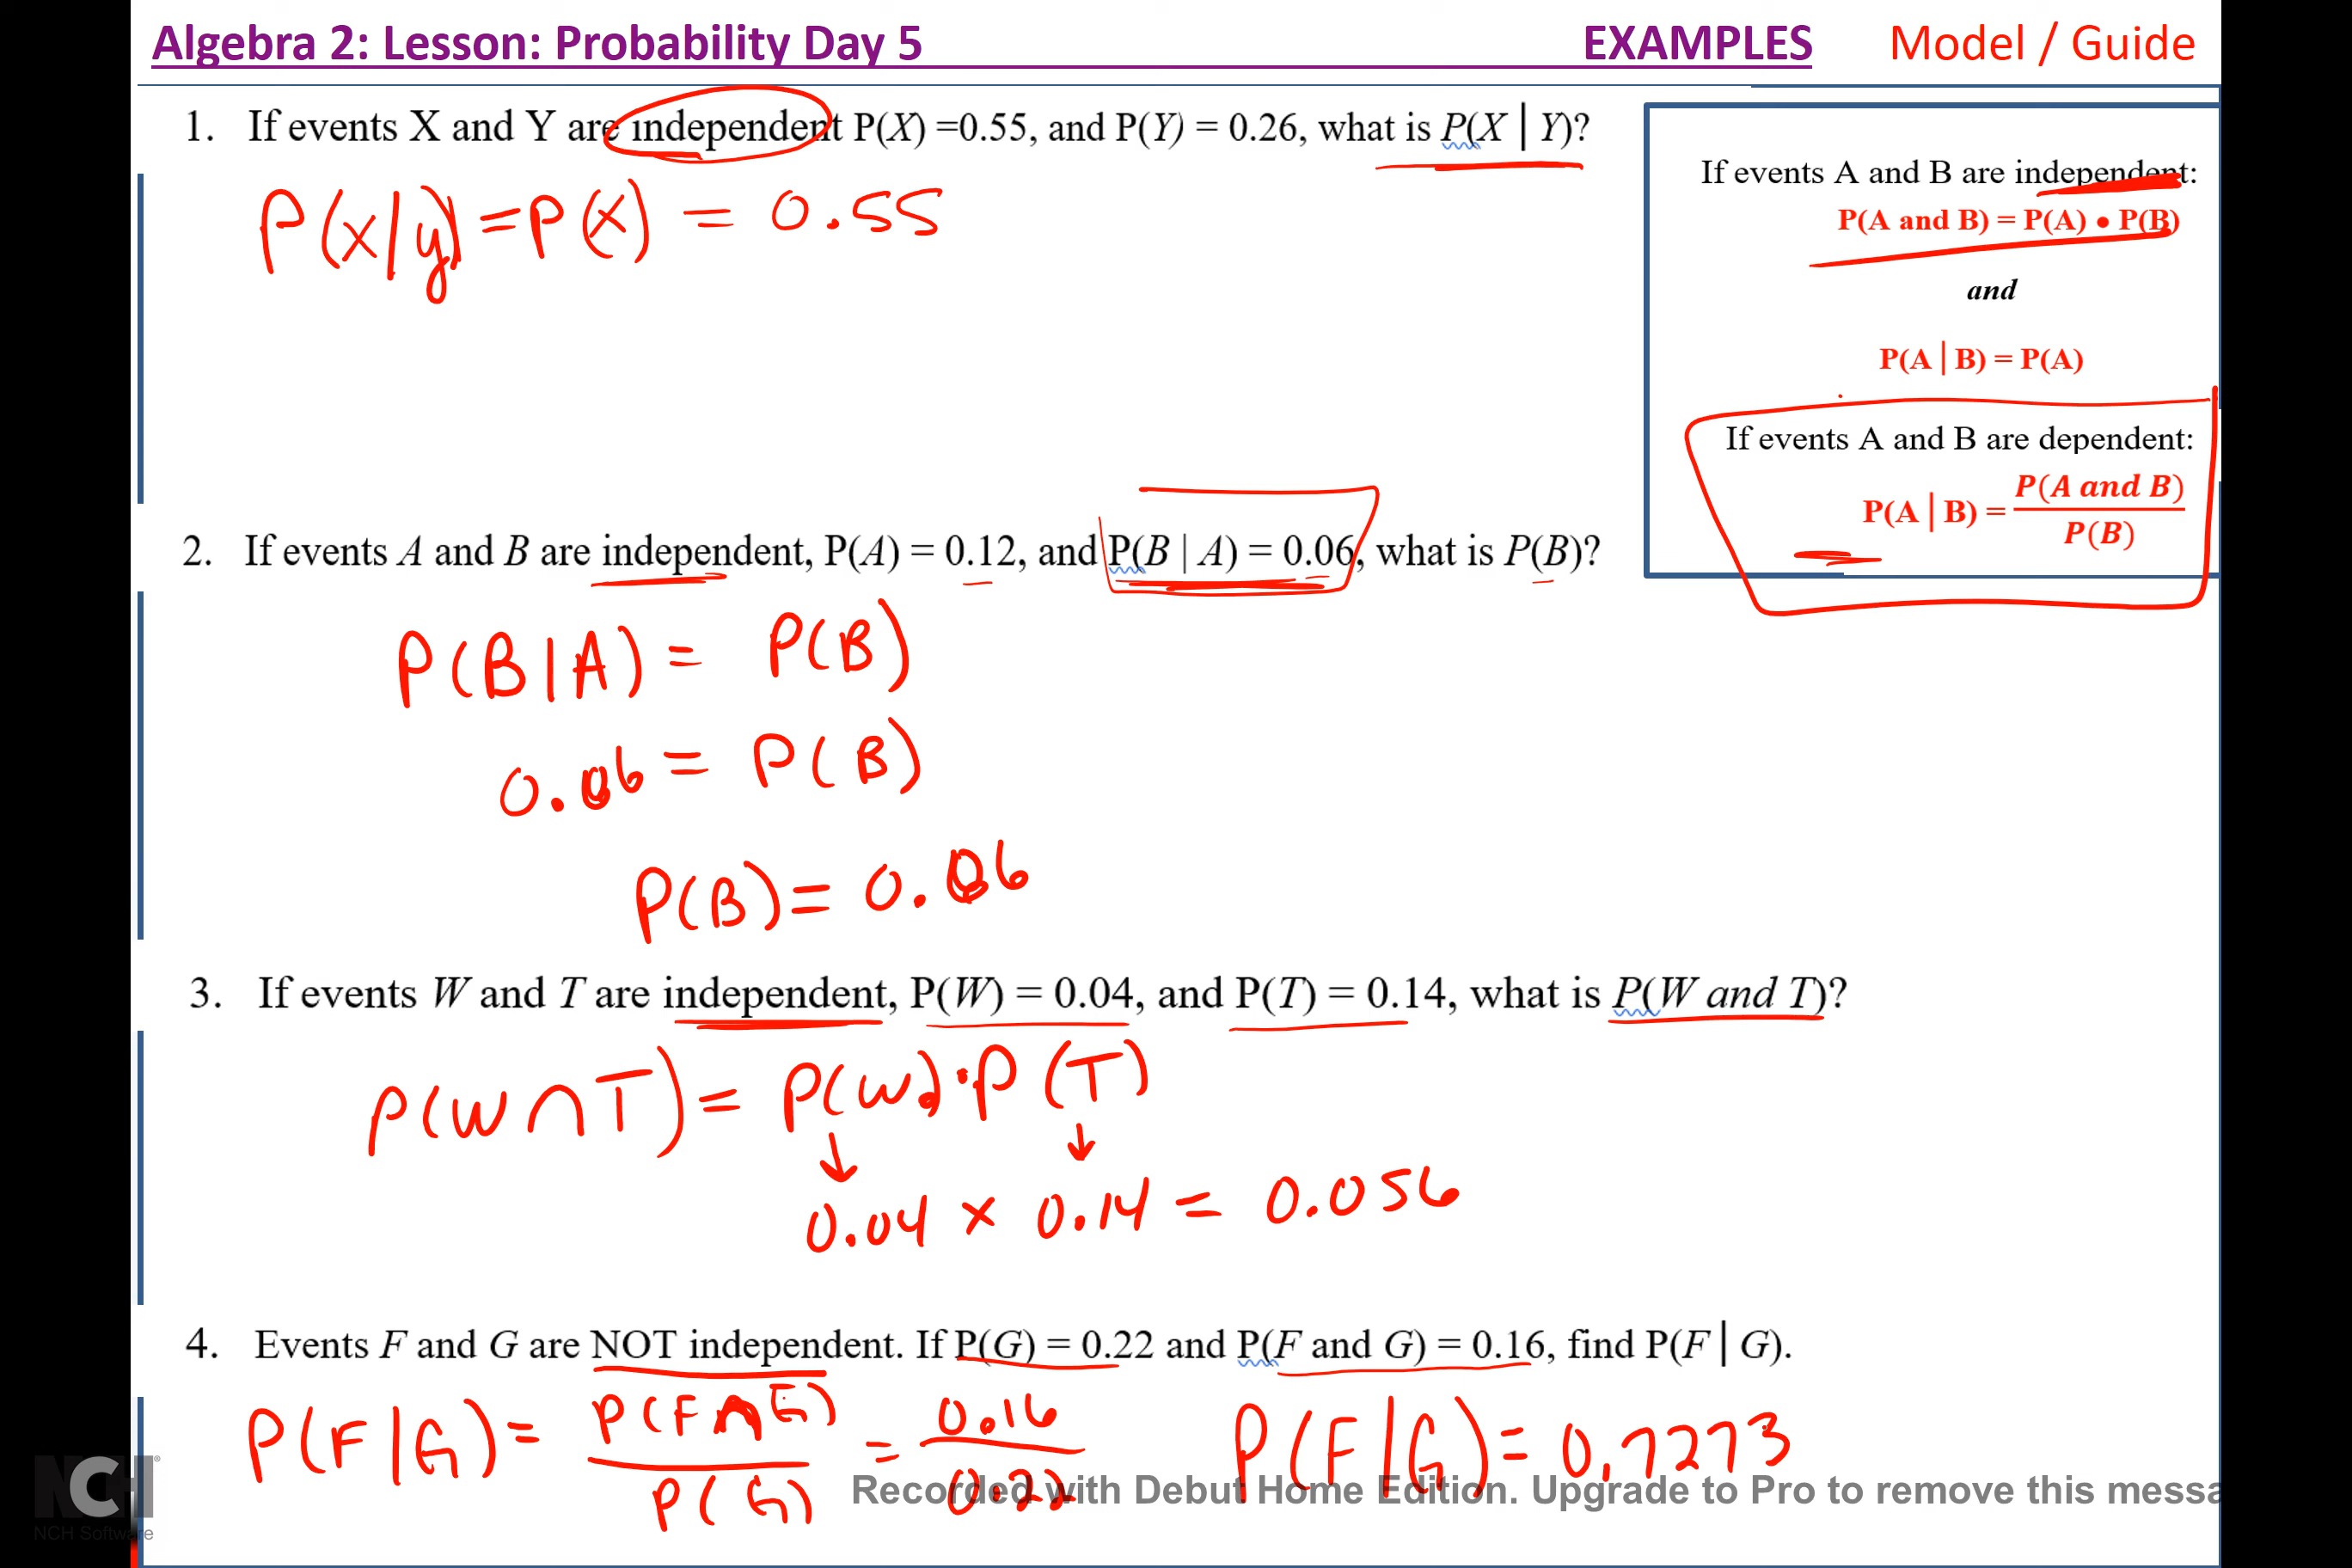 Algebra 2: Lesson: Probability Day 5 EXAMPLES Model / Guide
1. If events X and Y are independent P(X) =0.55, and P(Y) = 0.26, what is P(X | Y)?
P(x|y)=P(x) = 0.55
If events A and B are independent:
P(A and B) = P(A) • P(B)
and
P(A | B) = P(A)
If events A and B are dependent:
P(A | B) = P(A and B) / P(B)
2. If events A and B are independent, P(A) = 0.12, and P(B | A) = 0.06, what is P(B)?
P(B|A) = P(B)
0.06 = P(B)
P(B) = 0.06
3. If events W and T are independent, P(W) = 0.04, and P(T) = 0.14, what is P(W and T)?
P(W∩T) = P(W)·P(T)
0.04 × 0.14 = 0.056
4. Events F and G are NOT independent. If P(G) = 0.22 and P(F and G) = 0.16, find P(F | G).
P(F|G) = P(F∩G) / P(G) = 0.16 / 0.22 P(F|G) = 0.7273
Recorded with Debut Home Edition. Upgrade to Pro to remove this messa
NCH
NCH Software